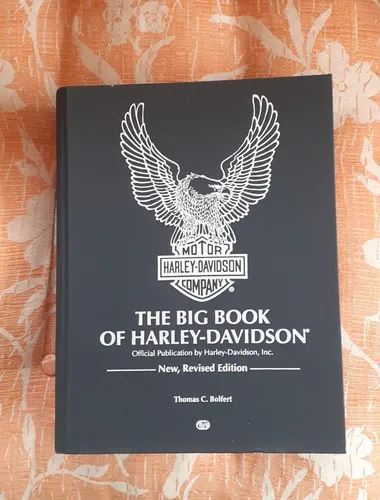 MOTOR
HARLEY-DAVIDSON
COMPANY®
THE BIG BOOK
OF HARLEY-DAVIDSON®
Official Publication by Harley-Davidson, Inc.
New, Revised Edition
Thomas C. Bolfert